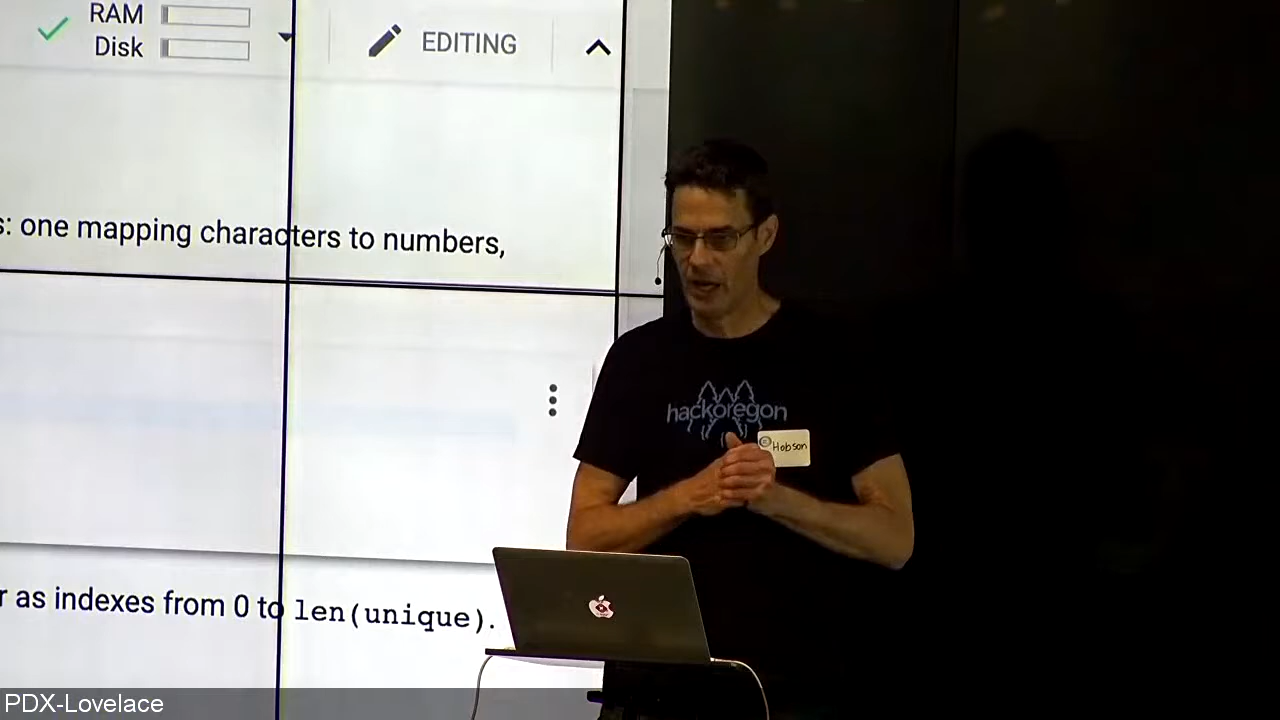 RAM
Disk
EDITING
s: one mapping characters to numbers,
hackoregon
Hobson
r as indexes from 0 to len(unique).
PDX-Lovelace